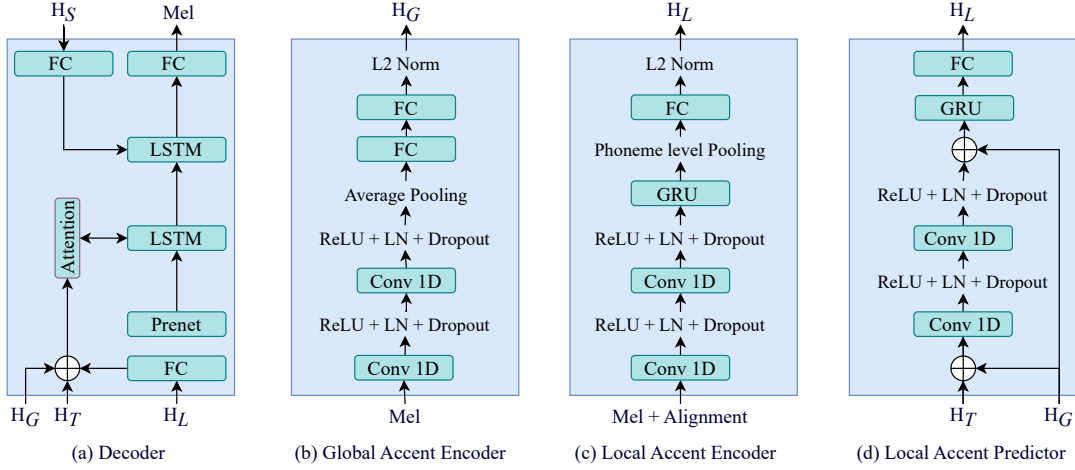 H_S
Mel
FC
FC
LSTM
Attention
LSTM
Prenet
FC
H_G
H_T
H_L
(a) Decoder
H_G
L2 Norm
FC
FC
Average Pooling
ReLU + LN + Dropout
Conv 1D
ReLU + LN + Dropout
Conv 1D
Mel
(b) Global Accent Encoder
H_L
L2 Norm
FC
Phoneme level Pooling
GRU
ReLU + LN + Dropout
Conv 1D
ReLU + LN + Dropout
Conv 1D
Mel + Alignment
(c) Local Accent Encoder
H_L
FC
GRU
ReLU + LN + Dropout
Conv 1D
ReLU + LN + Dropout
Conv 1D
H_T
H_G
(d) Local Accent Predictor